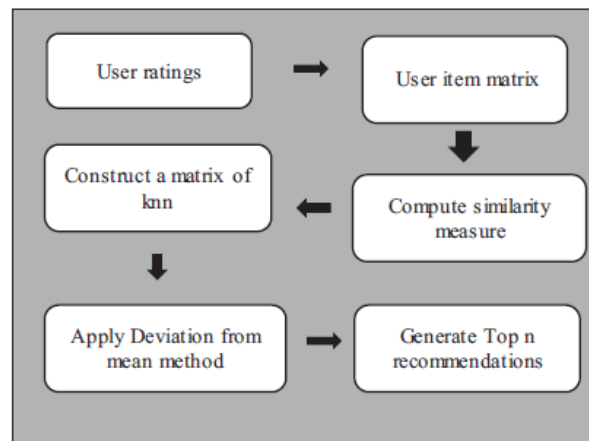 User ratings
User item matrix
Construct a matrix of
knn
Compute similarity
measure
Apply Deviation from
mean method
Generate Top n
recommendations